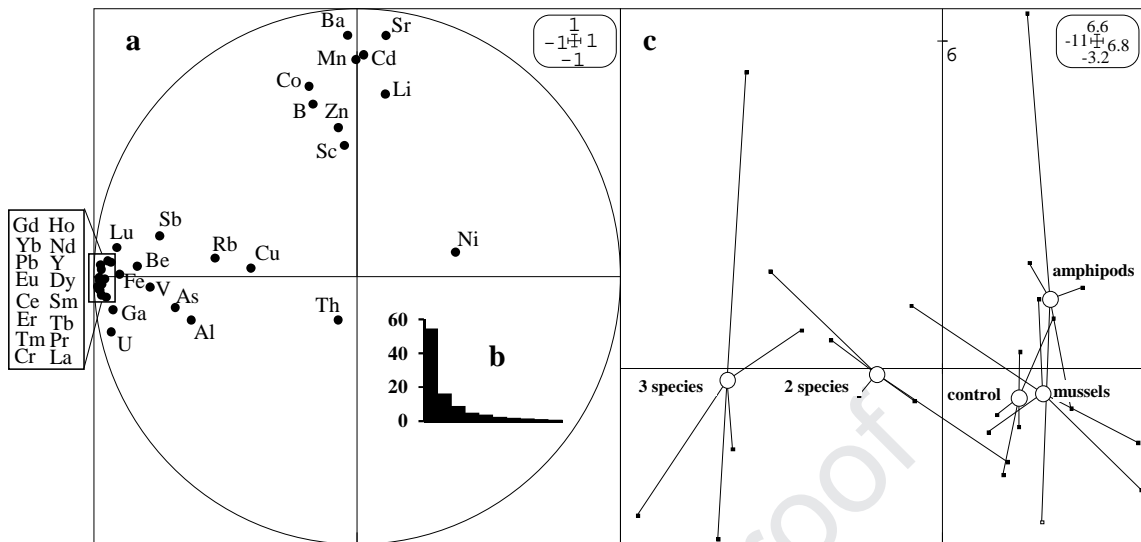 a
Ba
Sr
Mn
Cd
Co
Li
B
Zn
Sc
1
-1 1
-1
Gd Ho
Yb Nd
Pb Y
Eu Dy
Ce Sm
Er Tb
Tm Pr
Cr La
Lu
Sb
Be
Rb
Cu
Ni
Fe
V
As
Th
Ga
Al
U
b
60
40
20
0
c
6
6.6
-11 6.8
-3.2
amphipods
3 species
2 species
control
mussels
roof